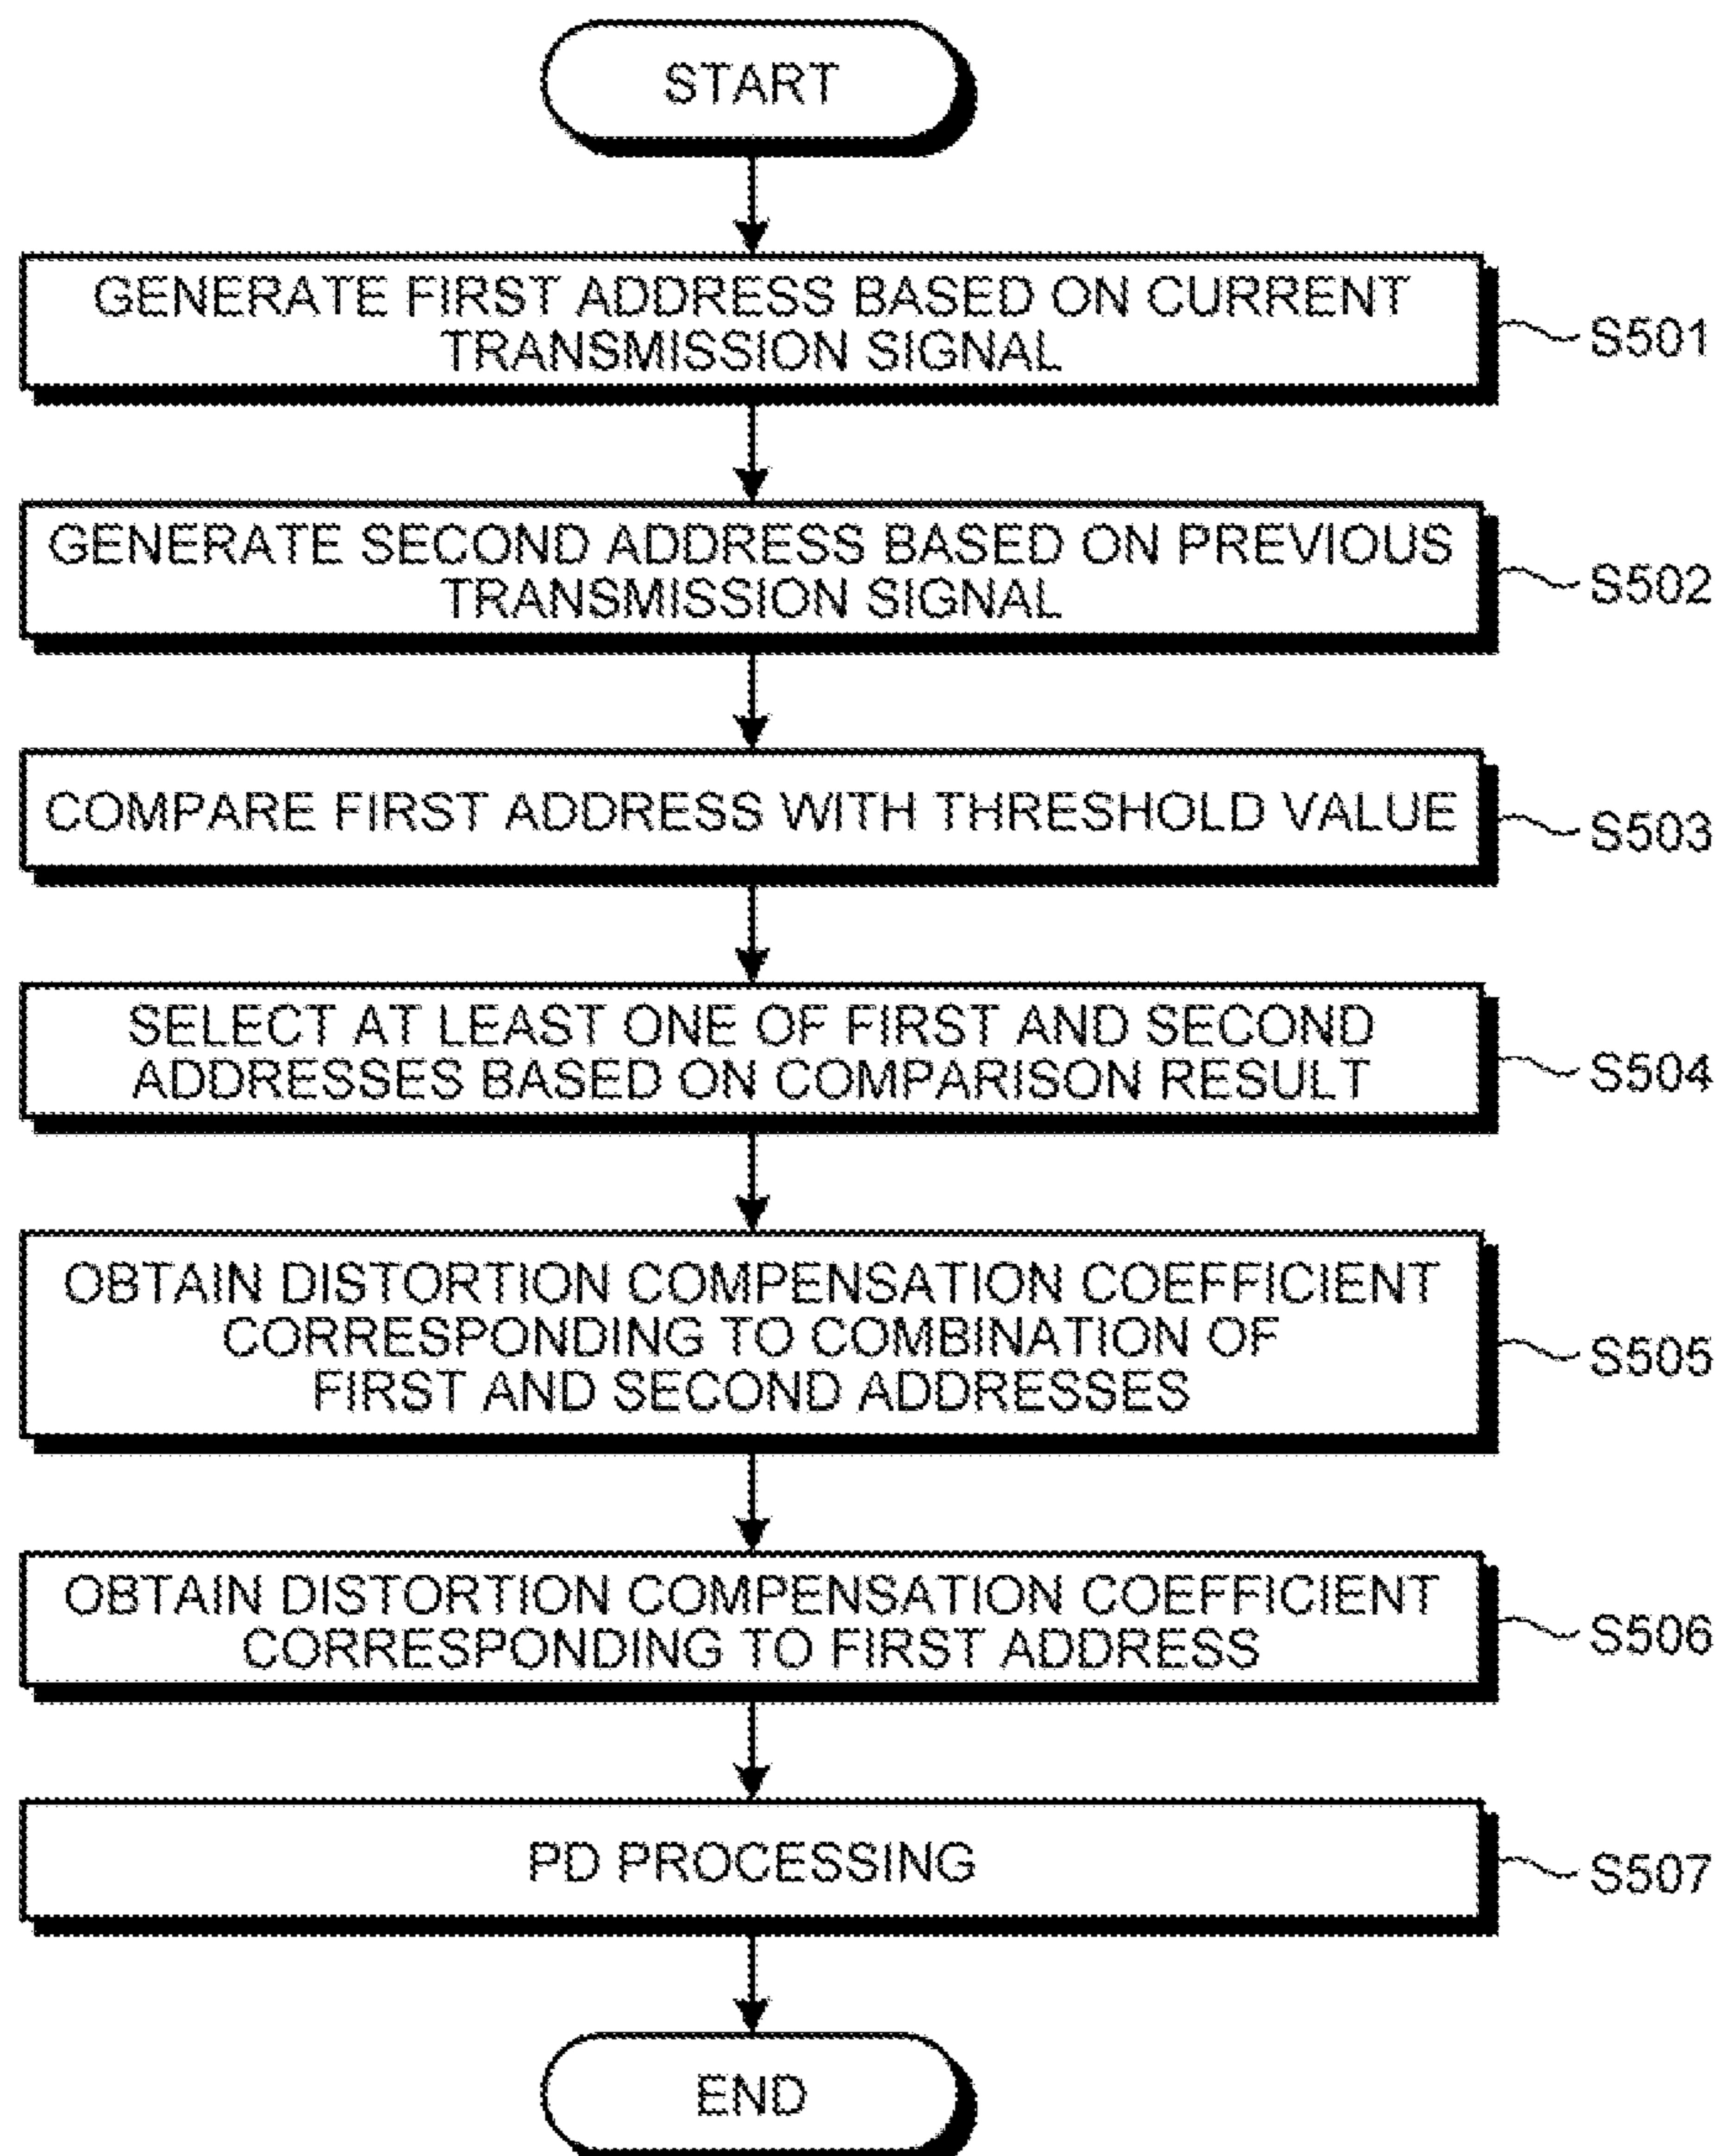 START
GENERATE FIRST ADDRESS BASED ON CURRENT
TRANSMISSION SIGNAL
S501
GENERATE SECOND ADDRESS BASED ON PREVIOUS
TRANSMISSION SIGNAL
S502
COMPARE FIRST ADDRESS WITH THRESHOLD VALUE
S503
SELECT AT LEAST ONE OF FIRST AND SECOND
ADDRESSES BASED ON COMPARISON RESULT
S504
OBTAIN DISTORTION COMPENSATION COEFFICIENT
CORRESPONDING TO COMBINATION OF
FIRST AND SECOND ADDRESSES
S505
OBTAIN DISTORTION COMPENSATION COEFFICIENT
CORRESPONDING TO FIRST ADDRESS
S506
PD PROCESSING
S507
END